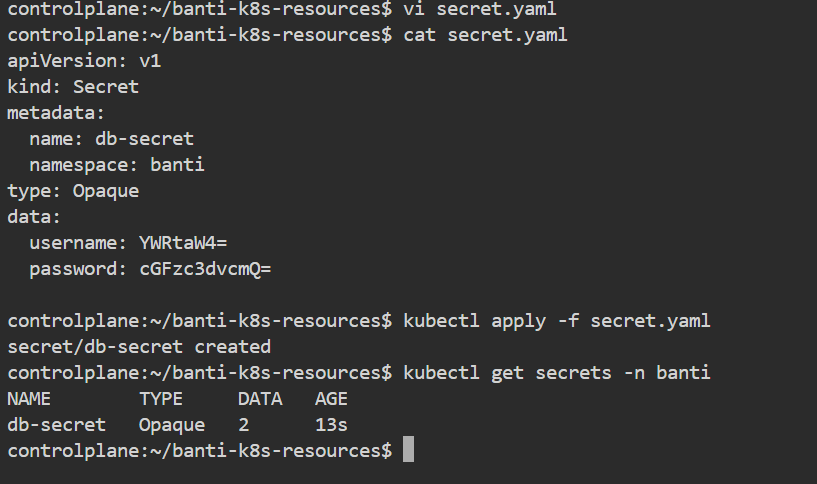 controlplane:~/banti-k8s-resources$ vi secret.yaml
controlplane:~/banti-k8s-resources$ cat secret.yaml
apiVersion: v1
kind: Secret
metadata:
  name: db-secret
  namespace: banti
type: Opaque
data:
  username: YWRtaW4=
  password: cGFzc3dvcmQ=

controlplane:~/banti-k8s-resources$ kubectl apply -f secret.yaml
secret/db-secret created
controlplane:~/banti-k8s-resources$ kubectl get secrets -n banti
NAME        TYPE     DATA   AGE
db-secret   Opaque   2      13s
controlplane:~/banti-k8s-resources$